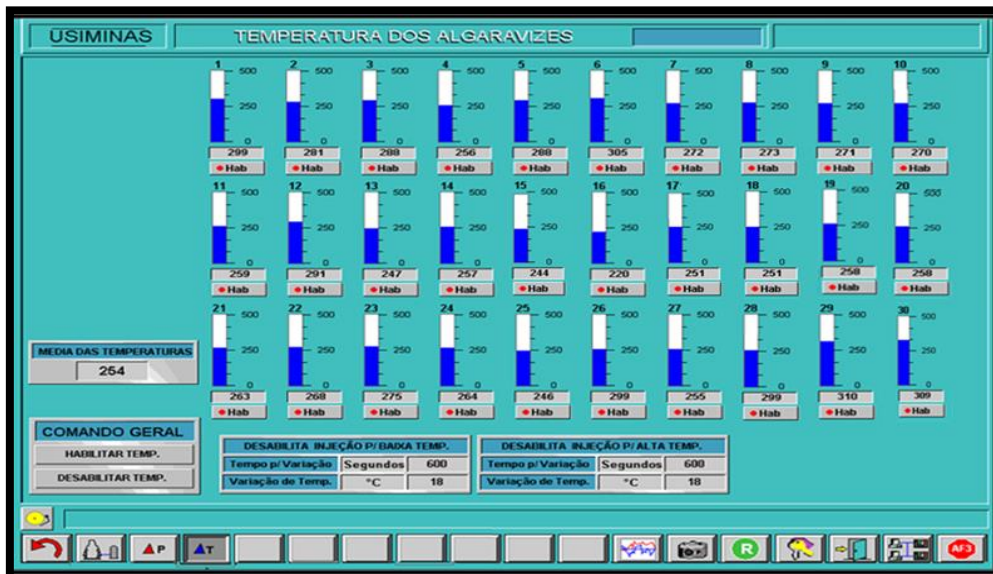 USIMINAS TEMPERATURA DOS ALGARAVIZES
1 2 3 4 5 6 7 8 9 10
500 500 500 500 500 500 500 500 500 500
250 250 250 250 250 250 250 250 250 250
0 0 0 0 0 0 0 0 0 0
299 281 288 256 288 305 272 273 271 270
Hab Hab Hab Hab Hab Hab Hab Hab Hab Hab
11 12 13 14 15 16 17 18 19 20
500 500 500 500 500 500 500 500 500 500
250 250 250 250 250 250 250 250 250 250
0 0 0 0 0 0 0 0 0 0
259 291 247 257 244 220 251 251 258 258
Hab Hab Hab Hab Hab Hab Hab Hab Hab Hab
21 22 23 24 25 26 27 28 29 30
500 500 500 500 500 500 500 500 500 500
250 250 250 250 250 250 250 250 250 250
0 0 0 0 0 0 0 0 0 0
263 268 275 264 246 299 255 299 310 309
Hab Hab Hab Hab Hab Hab Hab Hab Hab Hab
MEDIA DAS TEMPERATURAS
254
COMANDO GERAL
HABILITAR TEMP.
DESABILITAR TEMP.
DESABILITA INJEÇÃO P/ BAIXA TEMP.
Tempo p/ Variação Segundos 600
Variação de Temp. °C 18
DESABILITA INJEÇÃO P/ ALTA TEMP.
Tempo p/ Variação Segundos 600
Variação de Temp. °C 18
P T R AF3